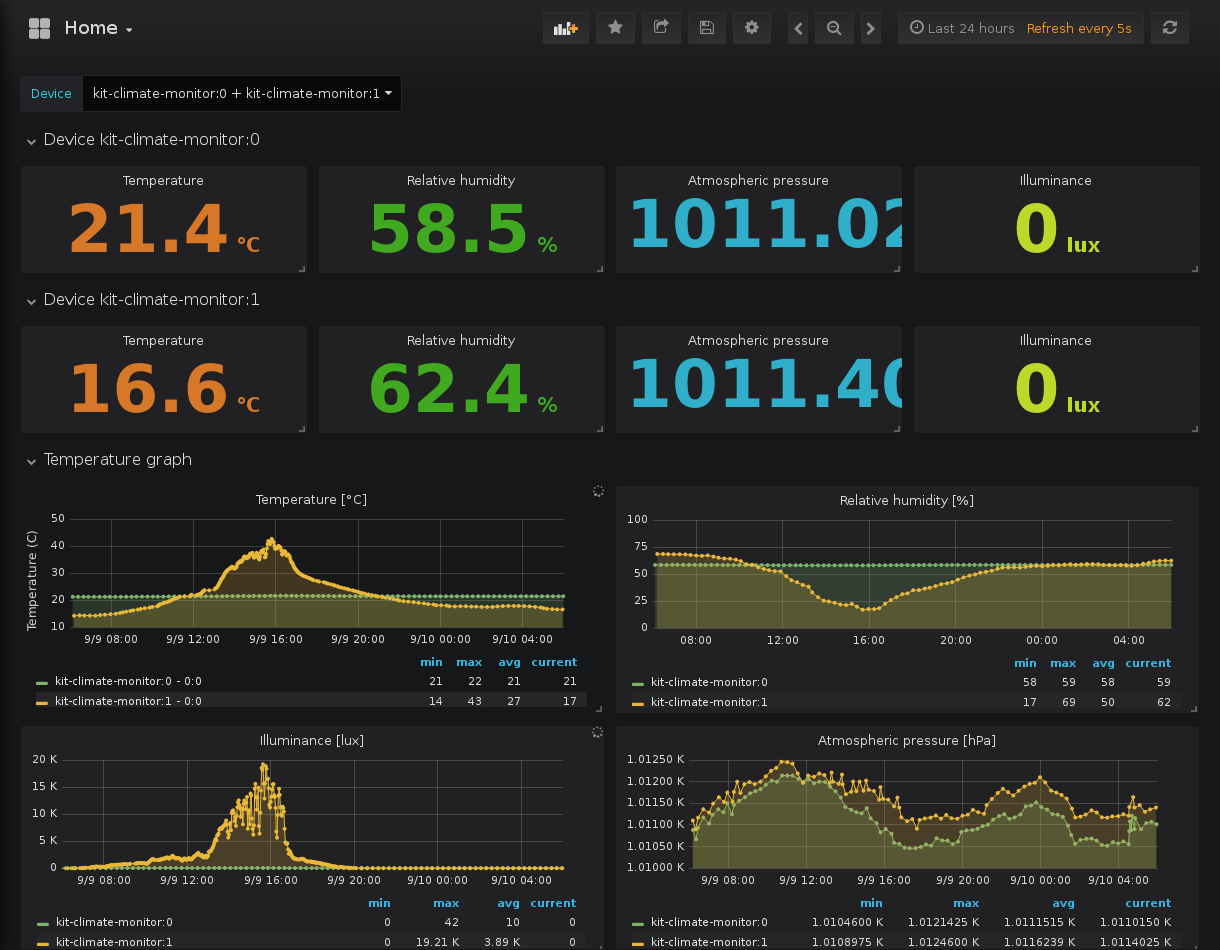 Home
Last 24 hours Refresh every 5s
Device kit-climate-monitor:0 + kit-climate-monitor:1
Device kit-climate-monitor:0
Temperature Relative humidity Atmospheric pressure Illuminance
21.4 °C 58.5 % 1011.02 0 lux
Device kit-climate-monitor:1
Temperature Relative humidity Atmospheric pressure Illuminance
16.6 °C 62.4 % 1011.40 0 lux
Temperature graph
Temperature [°C]
Temperature (C)
50
40
30
20
10
9/9 08:00 9/9 12:00 9/9 16:00 9/9 20:00 9/10 00:00 9/10 04:00
min max avg current
kit-climate-monitor:0 - 0:0 21 22 21 21
kit-climate-monitor:1 - 0:0 14 43 27 17
Relative humidity [%]
100
75
50
25
0
08:00 12:00 16:00 20:00 00:00 04:00
min max avg current
kit-climate-monitor:0 58 59 58 59
kit-climate-monitor:1 17 69 50 62
Illuminance [lux]
20 K
15 K
10 K
5 K
0
9/9 08:00 9/9 12:00 9/9 16:00 9/9 20:00 9/10 00:00 9/10 04:00
min max avg current
kit-climate-monitor:0 0 42 10 0
kit-climate-monitor:1 0 19.21 K 3.89 K 0
Atmospheric pressure [hPa]
1.01250 K
1.01200 K
1.01150 K
1.01100 K
1.01050 K
1.01000 K
9/9 08:00 9/9 12:00 9/9 16:00 9/9 20:00 9/10 00:00 9/10 04:00
min max avg current
kit-climate-monitor:0 1.0104600 K 1.0121425 K 1.0111515 K 1.0110150 K
kit-climate-monitor:1 1.0108975 K 1.0124600 K 1.0116239 K 1.0114025 K